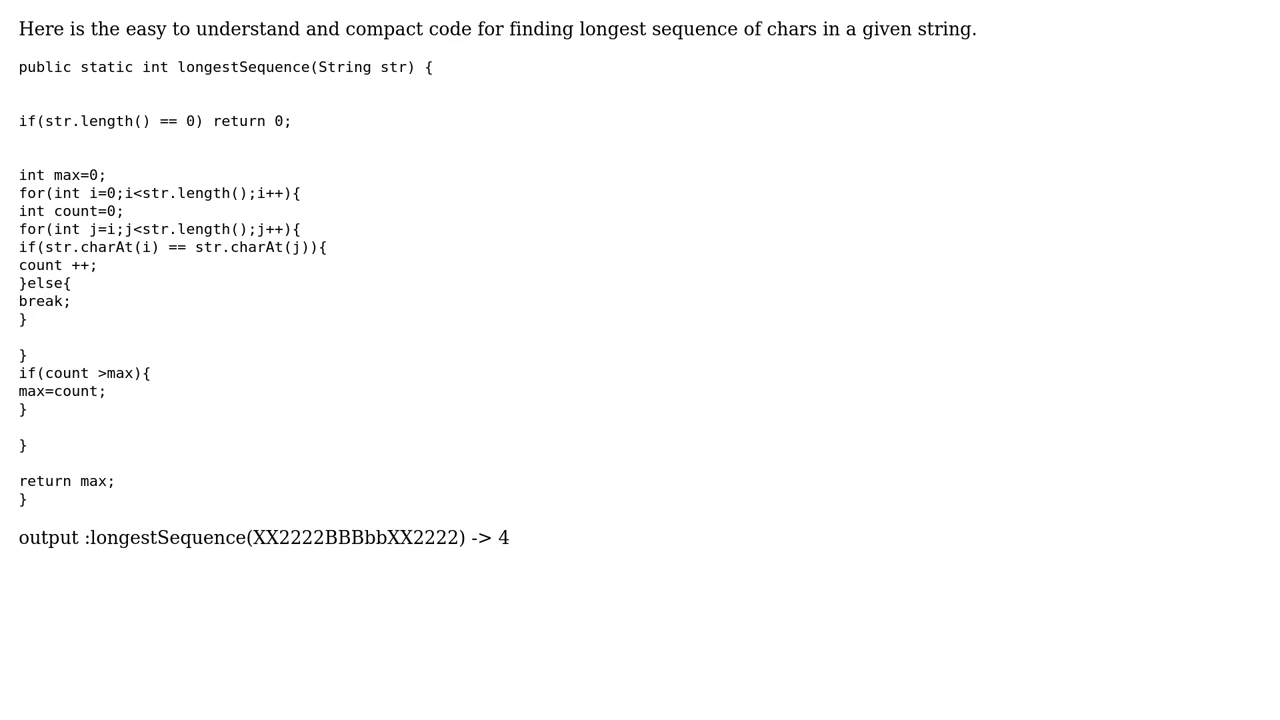 Here is the easy to understand and compact code for finding longest sequence of chars in a given string.
public static int longestSequence(String str) {
if(str.length() == 0) return 0;
int max=0;
for(int i=0;i<str.length();i++){
int count=0;
for(int j=i;j<str.length();j++){
if(str.charAt(i) == str.charAt(j)){
count ++;
}else{
break;
}
}
if(count >max){
max=count;
}
}
return max;
}
output :longestSequence(XX2222BBBbbXX2222) -> 4